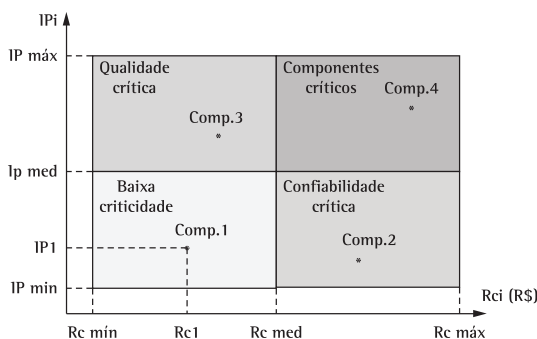 IPi
IP máx
Qualidade
crítica
Componentes
críticos
Comp.4
*
Comp.3
*
Ip med
Baixa
criticidade
Confiabilidade
crítica
Comp.1
Comp.2
*
IP1
IP min
Rci (R$)
Rc mín
Rc1
Rc med
Rc máx